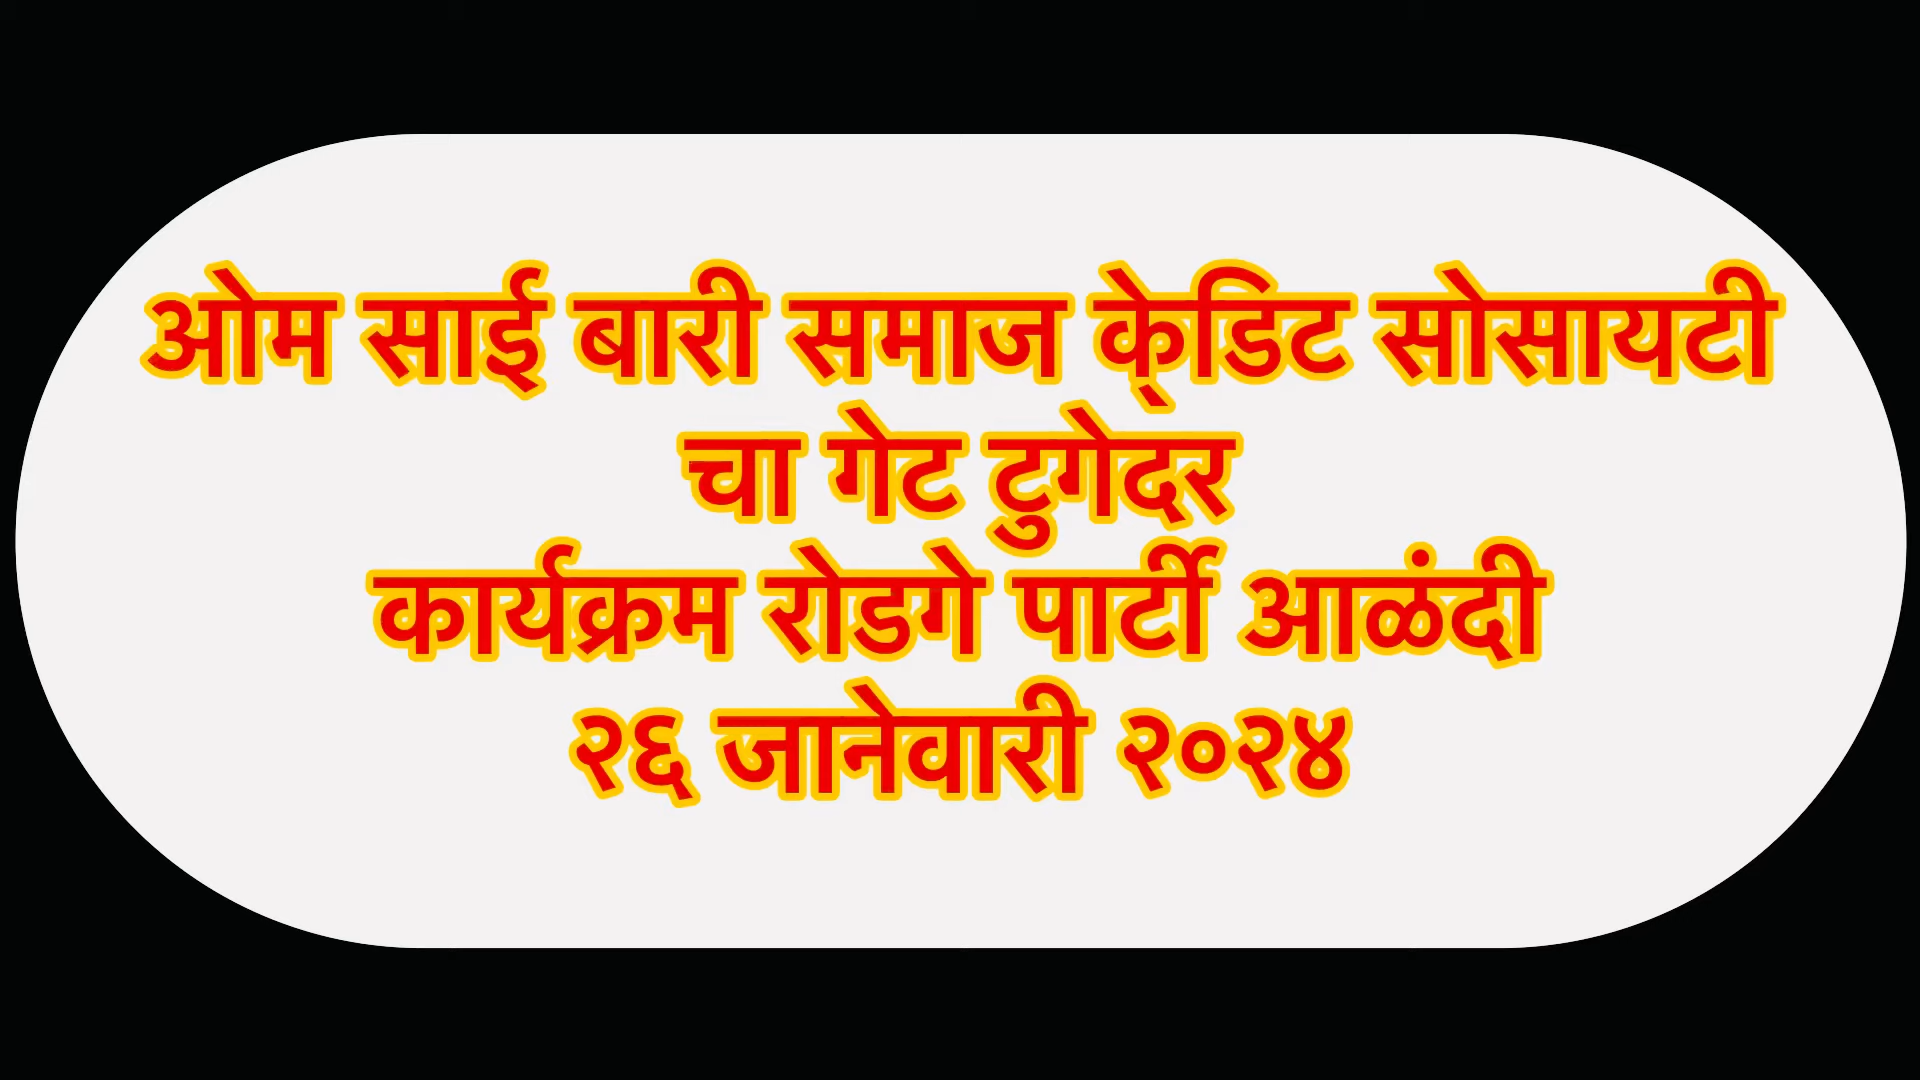 ओम साई बारी समाज के्डिट सोसायटी
चा गेट टुगेदर
कार्यक्रम रोडगे पार्टी आळंदी
२६ जानेवारी २०२४